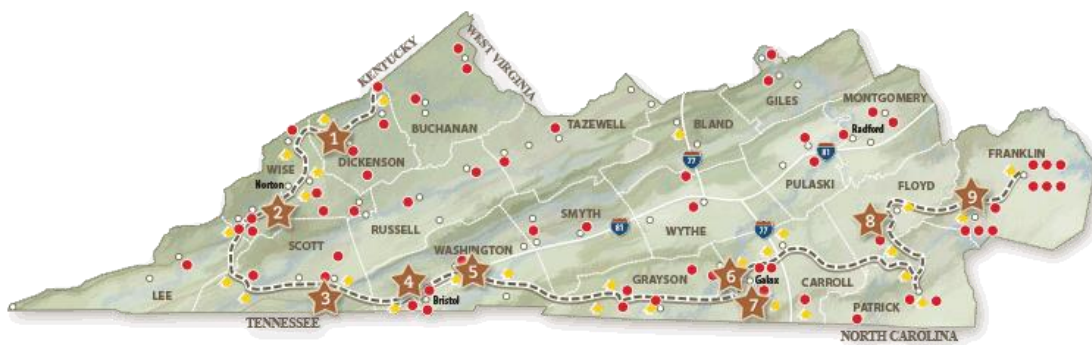 KENTUCKY
WEST VIRGINIA
BUCHANAN
TAZEWELL
BLAND
GILES
MONTGOMERY
Radford
1
DICKENSON
WISE
Norton
2
77
81
PULASKI
FLOYD
FRANKLIN
9
8
RUSSELL
SCOTT
SMYTH
81
WYTHE
77
WASHINGTON
LEE
3
4
Bristol
5
GRAYSON
6
Galax
7
CARROLL
PATRICK
TENNESSEE
NORTH CAROLINA